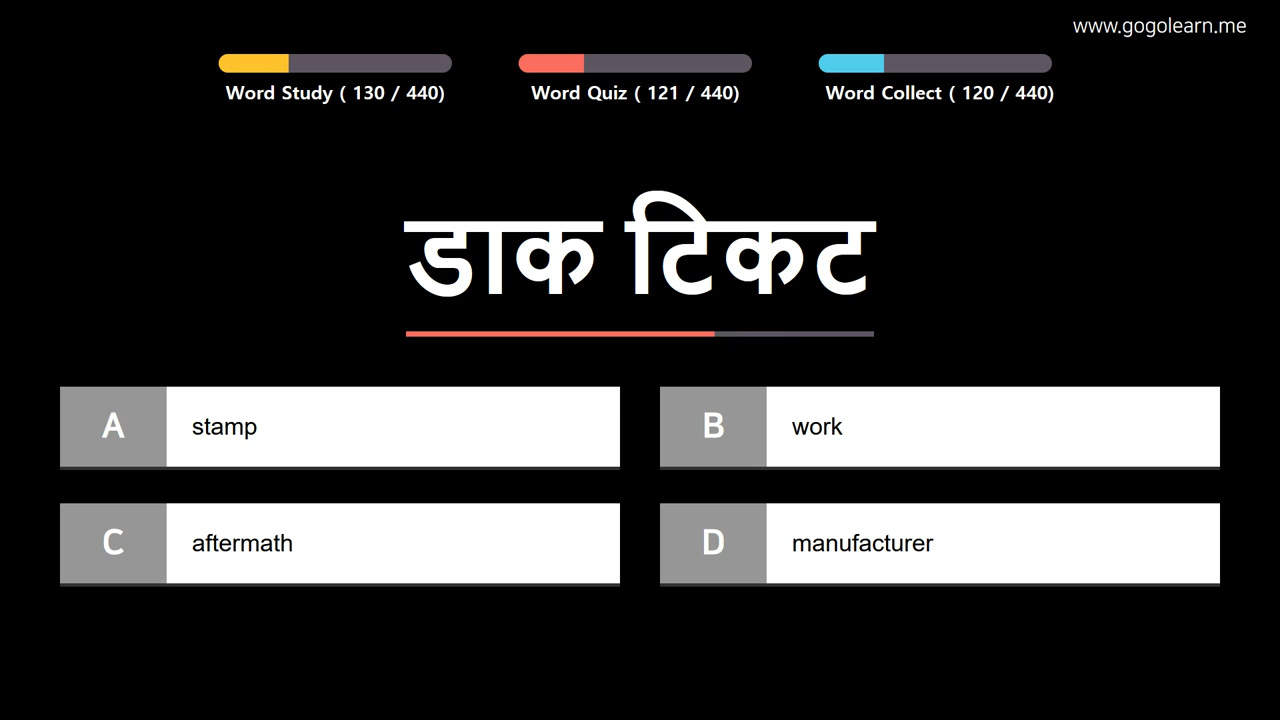 www.gogolearn.me
Word Study ( 130 / 440)
Word Quiz ( 121 / 440)
Word Collect ( 120 / 440)
डाक टिकट
A
stamp
B
work
C
aftermath
D
manufacturer